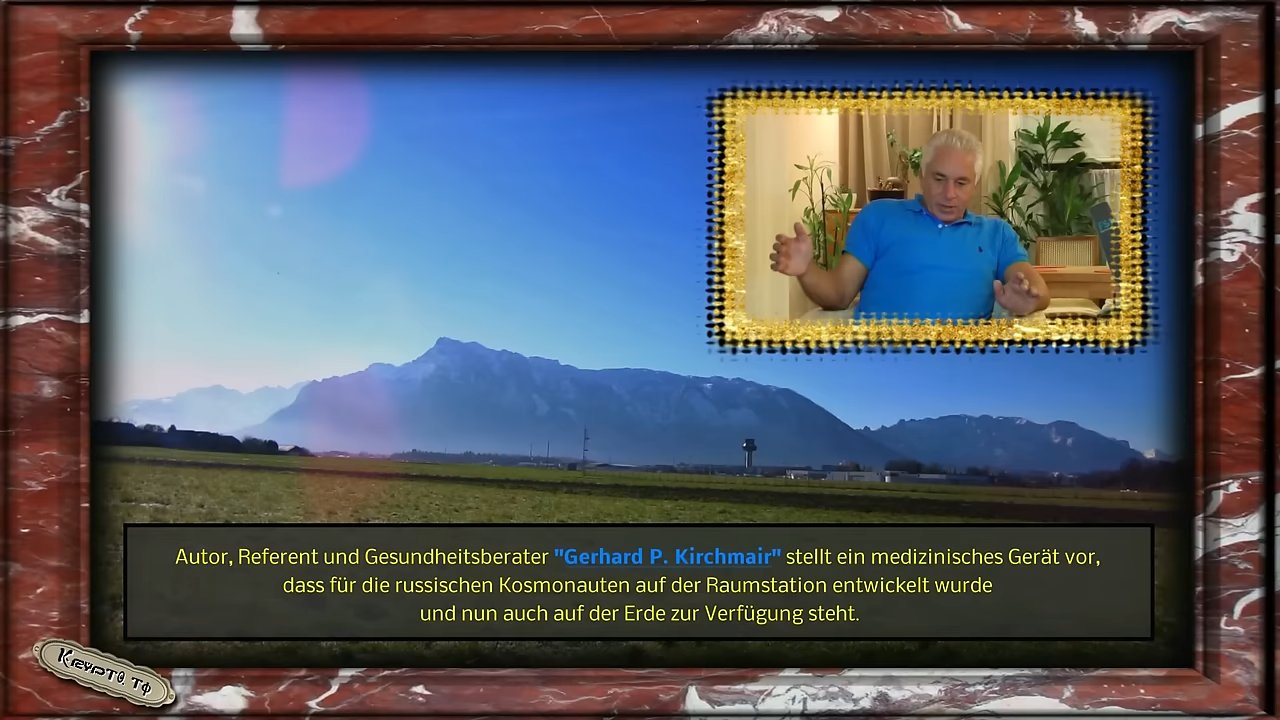 Autor, Referent und Gesundheitsberater "Gerhard P. Kirchmair" stellt ein medizinisches Gerät vor,
dass für die russischen Kosmonauten auf der Raumstation entwickelt wurde
und nun auch auf der Erde zur Verfügung steht.